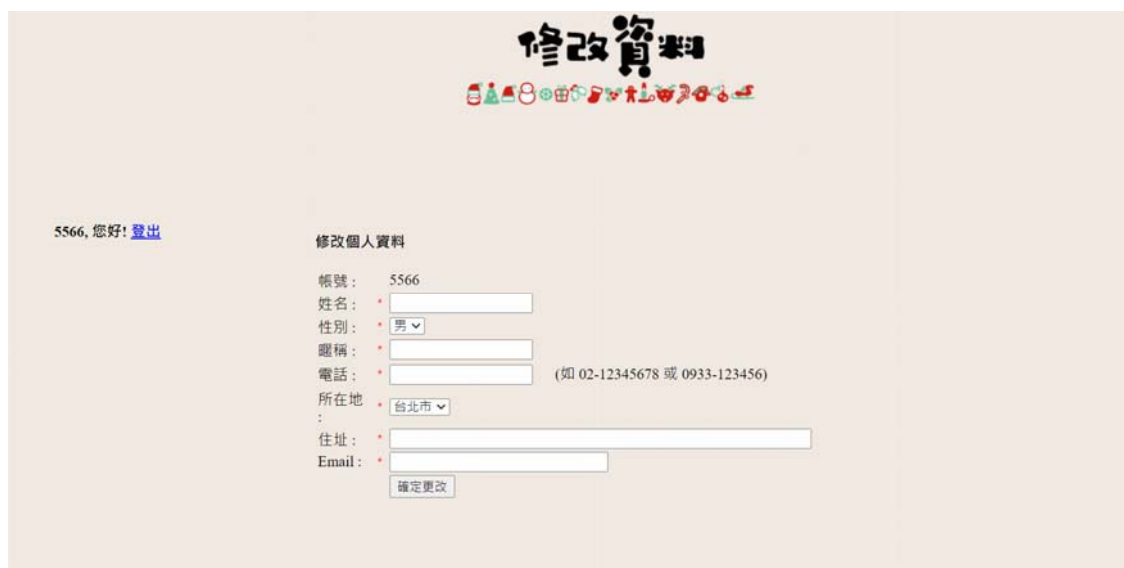 修改資料
5566, 您好! 登出
修改個人資料
帳號： 5566
姓名： *
性別： * 男
暱稱： *
電話： * (如 02-12345678 或 0933-123456)
所在地
： * 台北市
住址： *
Email： *
確定更改